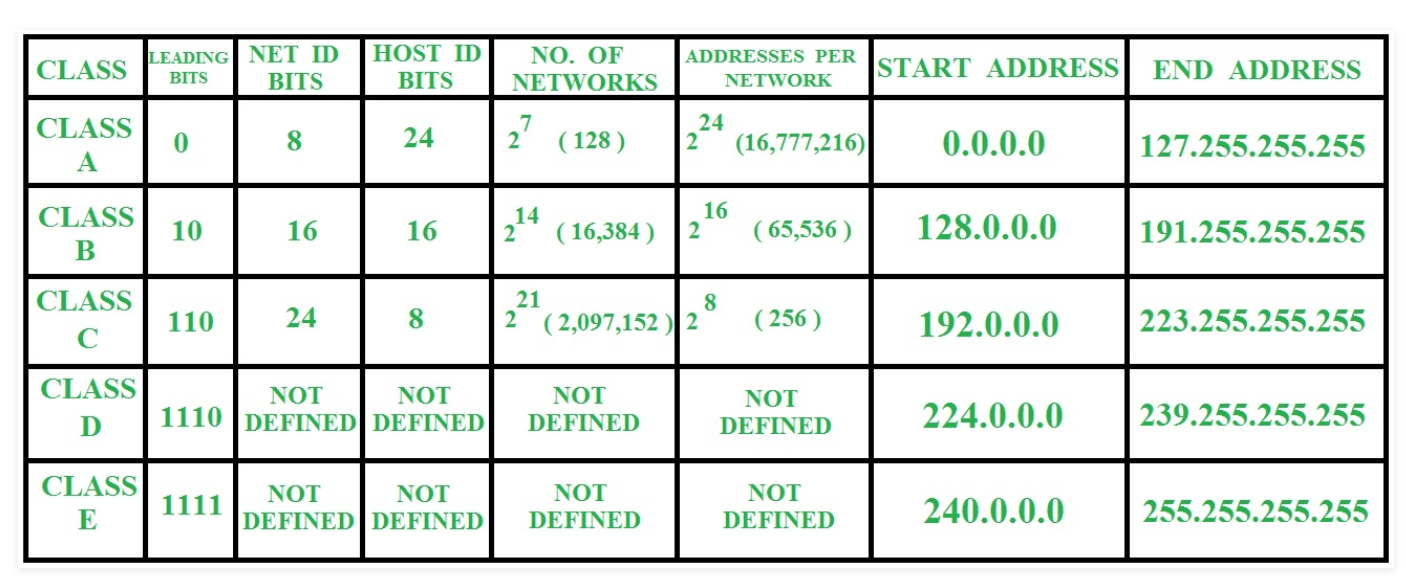 CLASS LEADING BITS NET ID BITS HOST ID BITS NO. OF NETWORKS ADDRESSES PER NETWORK START ADDRESS END ADDRESS
CLASS A 0 8 24 2^7 ( 128 ) 2^24 (16,777,216) 0.0.0.0 127.255.255.255
CLASS B 10 16 16 2^14 ( 16,384 ) 2^16 ( 65,536 ) 128.0.0.0 191.255.255.255
CLASS C 110 24 8 2^21 ( 2,097,152 ) 2^8 ( 256 ) 192.0.0.0 223.255.255.255
CLASS D 1110 NOT DEFINED NOT DEFINED NOT DEFINED NOT DEFINED 224.0.0.0 239.255.255.255
CLASS E 1111 NOT DEFINED NOT DEFINED NOT DEFINED NOT DEFINED 240.0.0.0 255.255.255.255